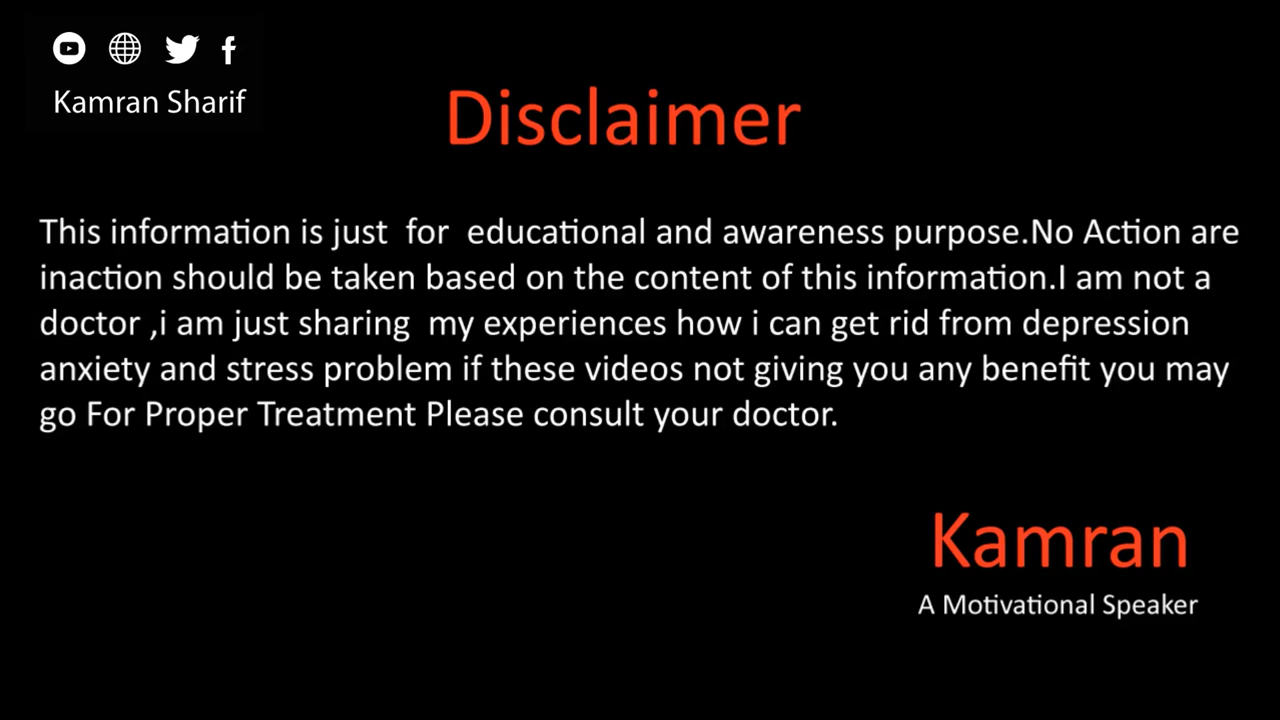 Kamran Sharif
Disclaimer
This information is just  for  educational and awareness purpose.No Action are
inaction should be taken based on the content of this information.I am not a
doctor ,i am just sharing  my experiences how i can get rid from depression
anxiety and stress problem if these videos not giving you any benefit you may
go For Proper Treatment Please consult your doctor.
Kamran
A Motivational Speaker